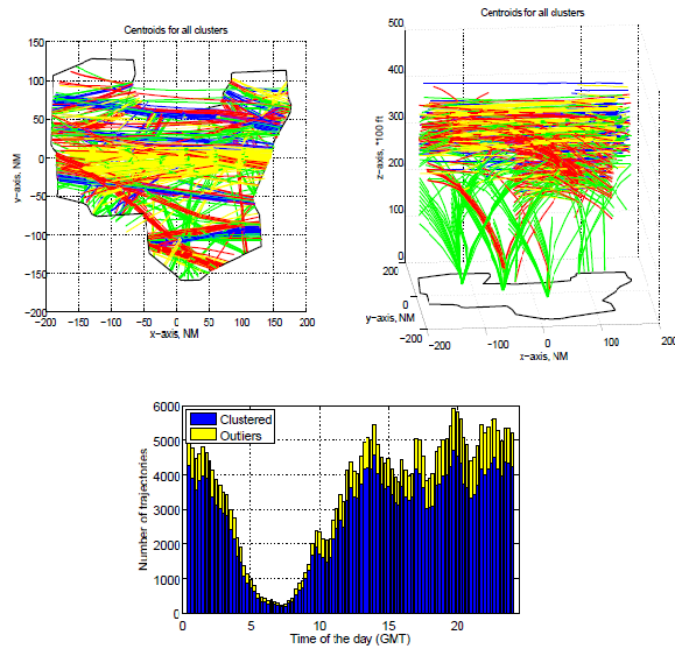 Centroids for all clusters
150
100
50
0
−50
−100
−150
−200
y−axis, NM
−200 −150 −100 −50 0 50 100 150 200
x−axis, NM
Centroids for all clusters
500
400
300
200
100
0
z−axis, *100 ft
200
0
−200
y−axis, NM
−200 −100 0 100 200
x−axis, NM
6000
5000
4000
3000
2000
1000
0
Number of trajectories
Clustered
Outliers
0 5 10 15 20
Time of the day (GMT)